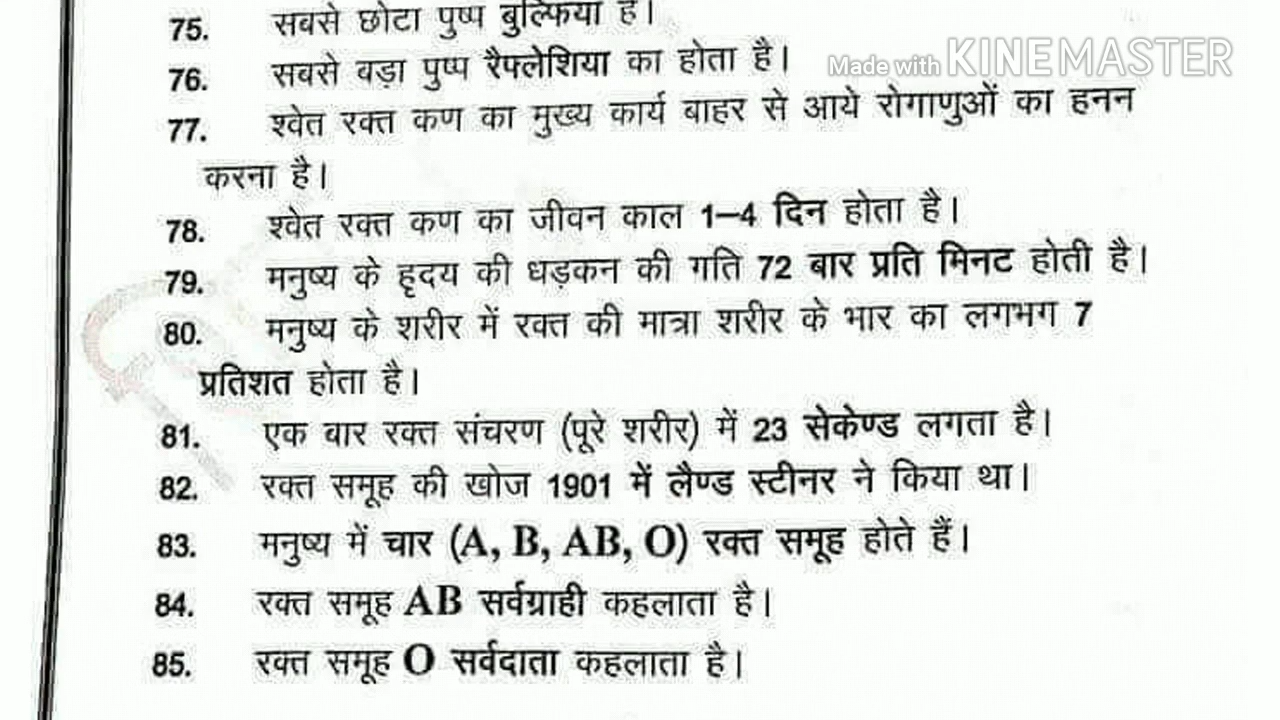 75. सबसे छोटा पुष्प बुल्फिया है।
76. सबसे बड़ा पुष्प रैफ्लेशिया का होता है।
Made with KINEMASTER
77. श्वेत रक्त कण का मुख्य कार्य बाहर से आये रोगाणुओं का हनन
करना है।
78. श्वेत रक्त कण का जीवन काल 1–4 दिन होता है।
79. मनुष्य के हृदय की धड़कन की गति 72 बार प्रति मिनट होती है।
80. मनुष्य के शरीर में रक्त की मात्रा शरीर के भार का लगभग 7
प्रतिशत होता है।
81. एक बार रक्त संचरण (पूरे शरीर) में 23 सेकेण्ड लगता है।
82. रक्त समूह की खोज 1901 में लैण्ड स्टीनर ने किया था।
83. मनुष्य में चार (A, B, AB, O) रक्त समूह होते हैं।
84. रक्त समूह AB सर्वग्राही कहलाता है।
85. रक्त समूह O सर्वदाता कहलाता है।